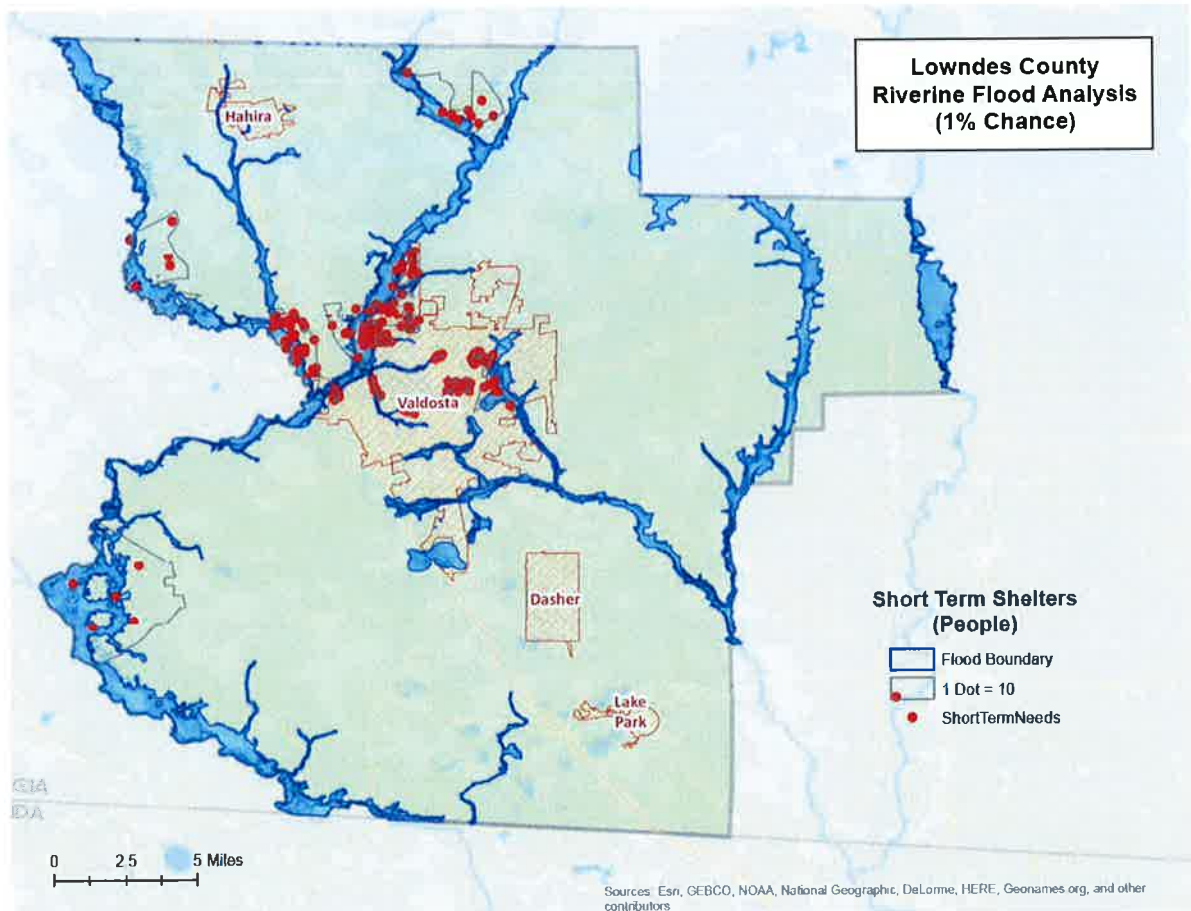 Lowndes County
Riverine Flood Analysis
(1% Chance)
Hahira
Valdosta
Dasher
Lake
Park
Short Term Shelters
(People)
Flood Boundary
1 Dot = 10
ShortTermNeeds
GIA
IDA
0 2.5 5 Miles
Sources: Esri, GEBCO, NOAA, National Geographic, DeLorme, HERE, Geonames.org, and other
contributors